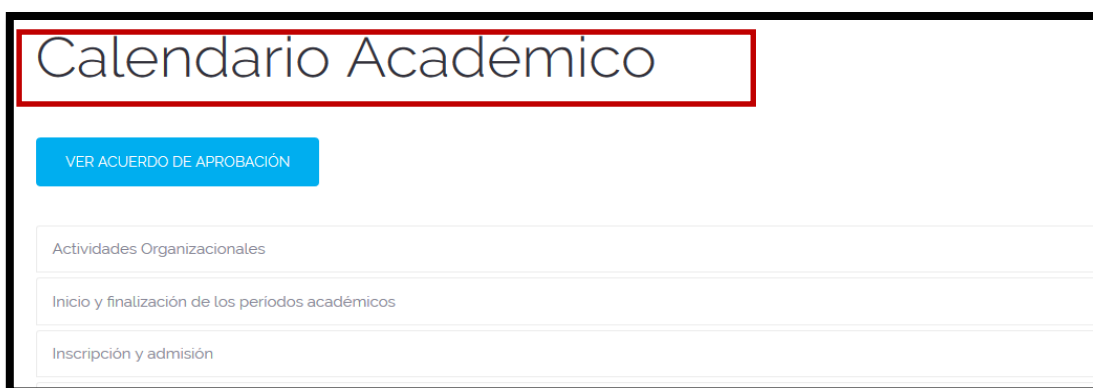 Calendario Académico
VER ACUERDO DE APROBACIÓN
Actividades Organizacionales
Inicio y finalización de los períodos académicos
Inscripción y admisión